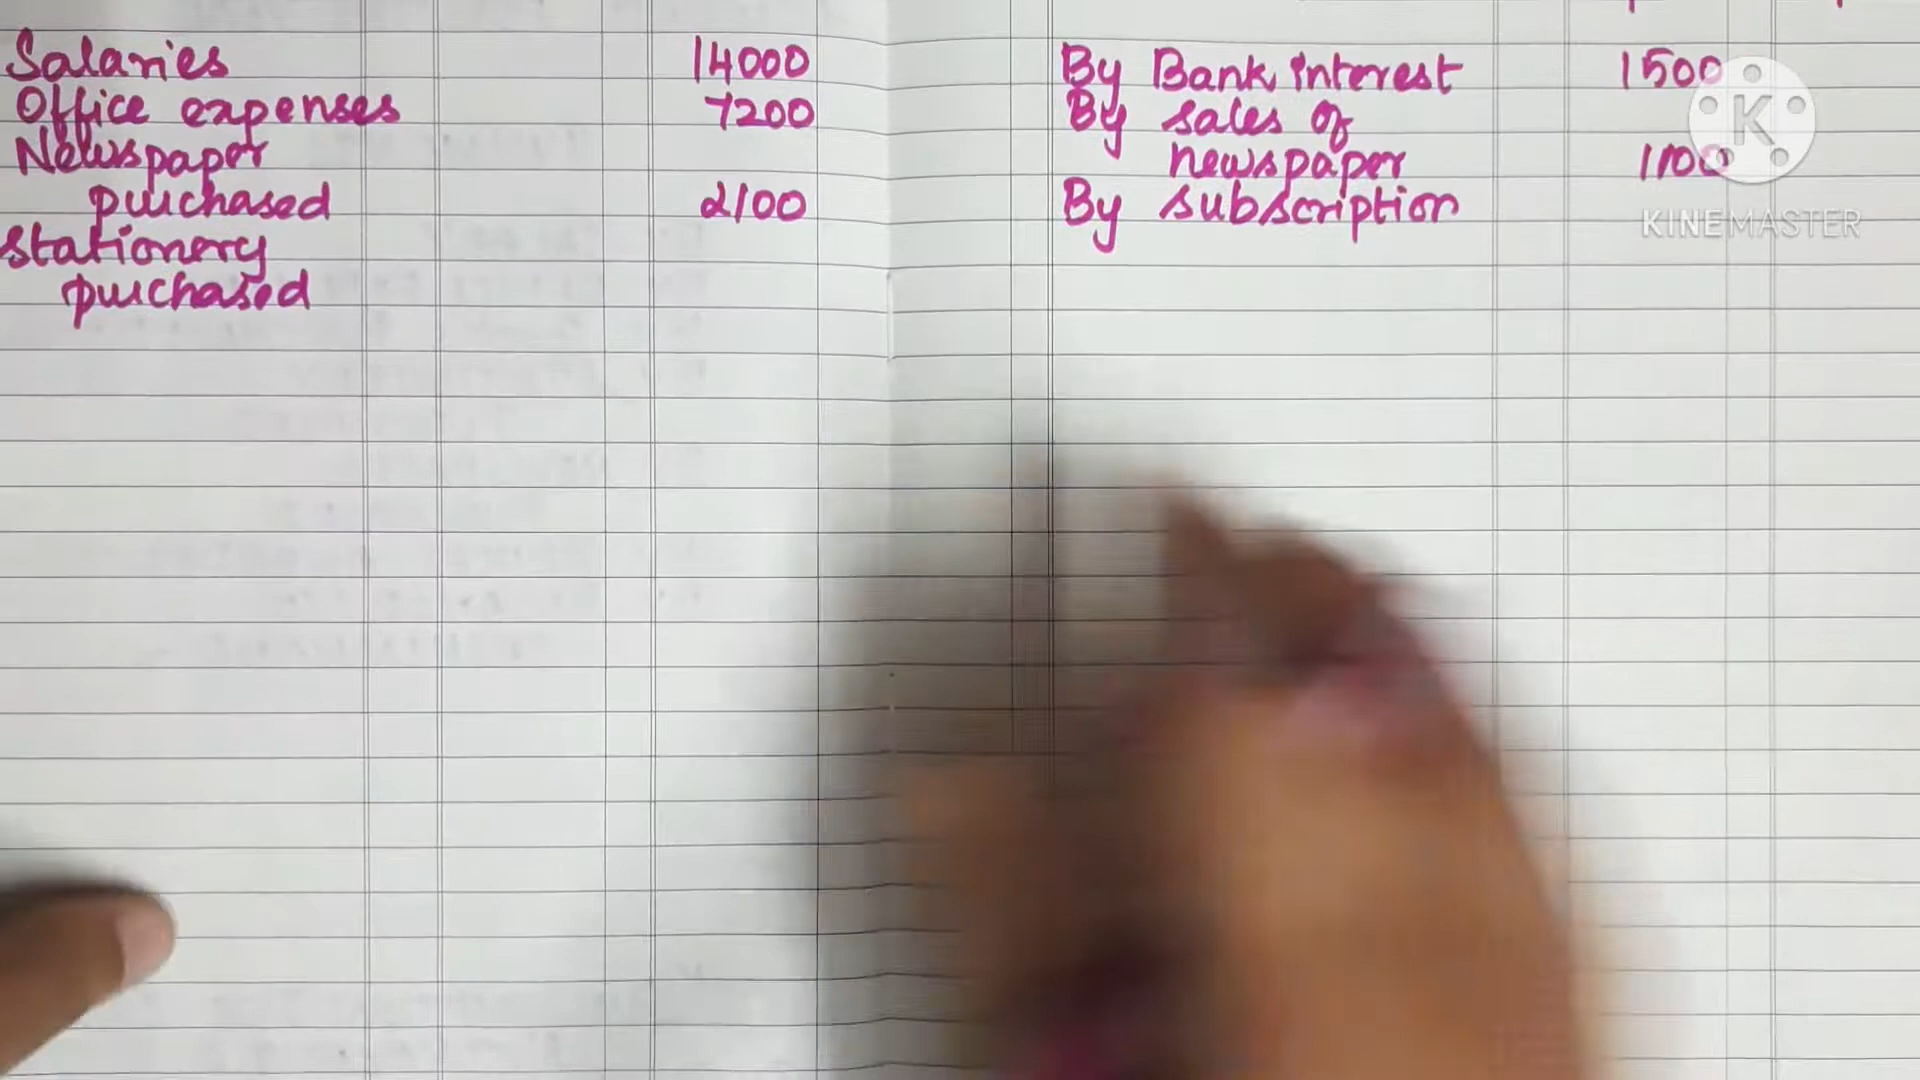 Salaries 14000
Office expenses 7200
Newspaper
purchased 2100
Stationery
purchased
By Bank interest 1500
By sales of
newspaper 1100
By subscription
K
KINEMASTER